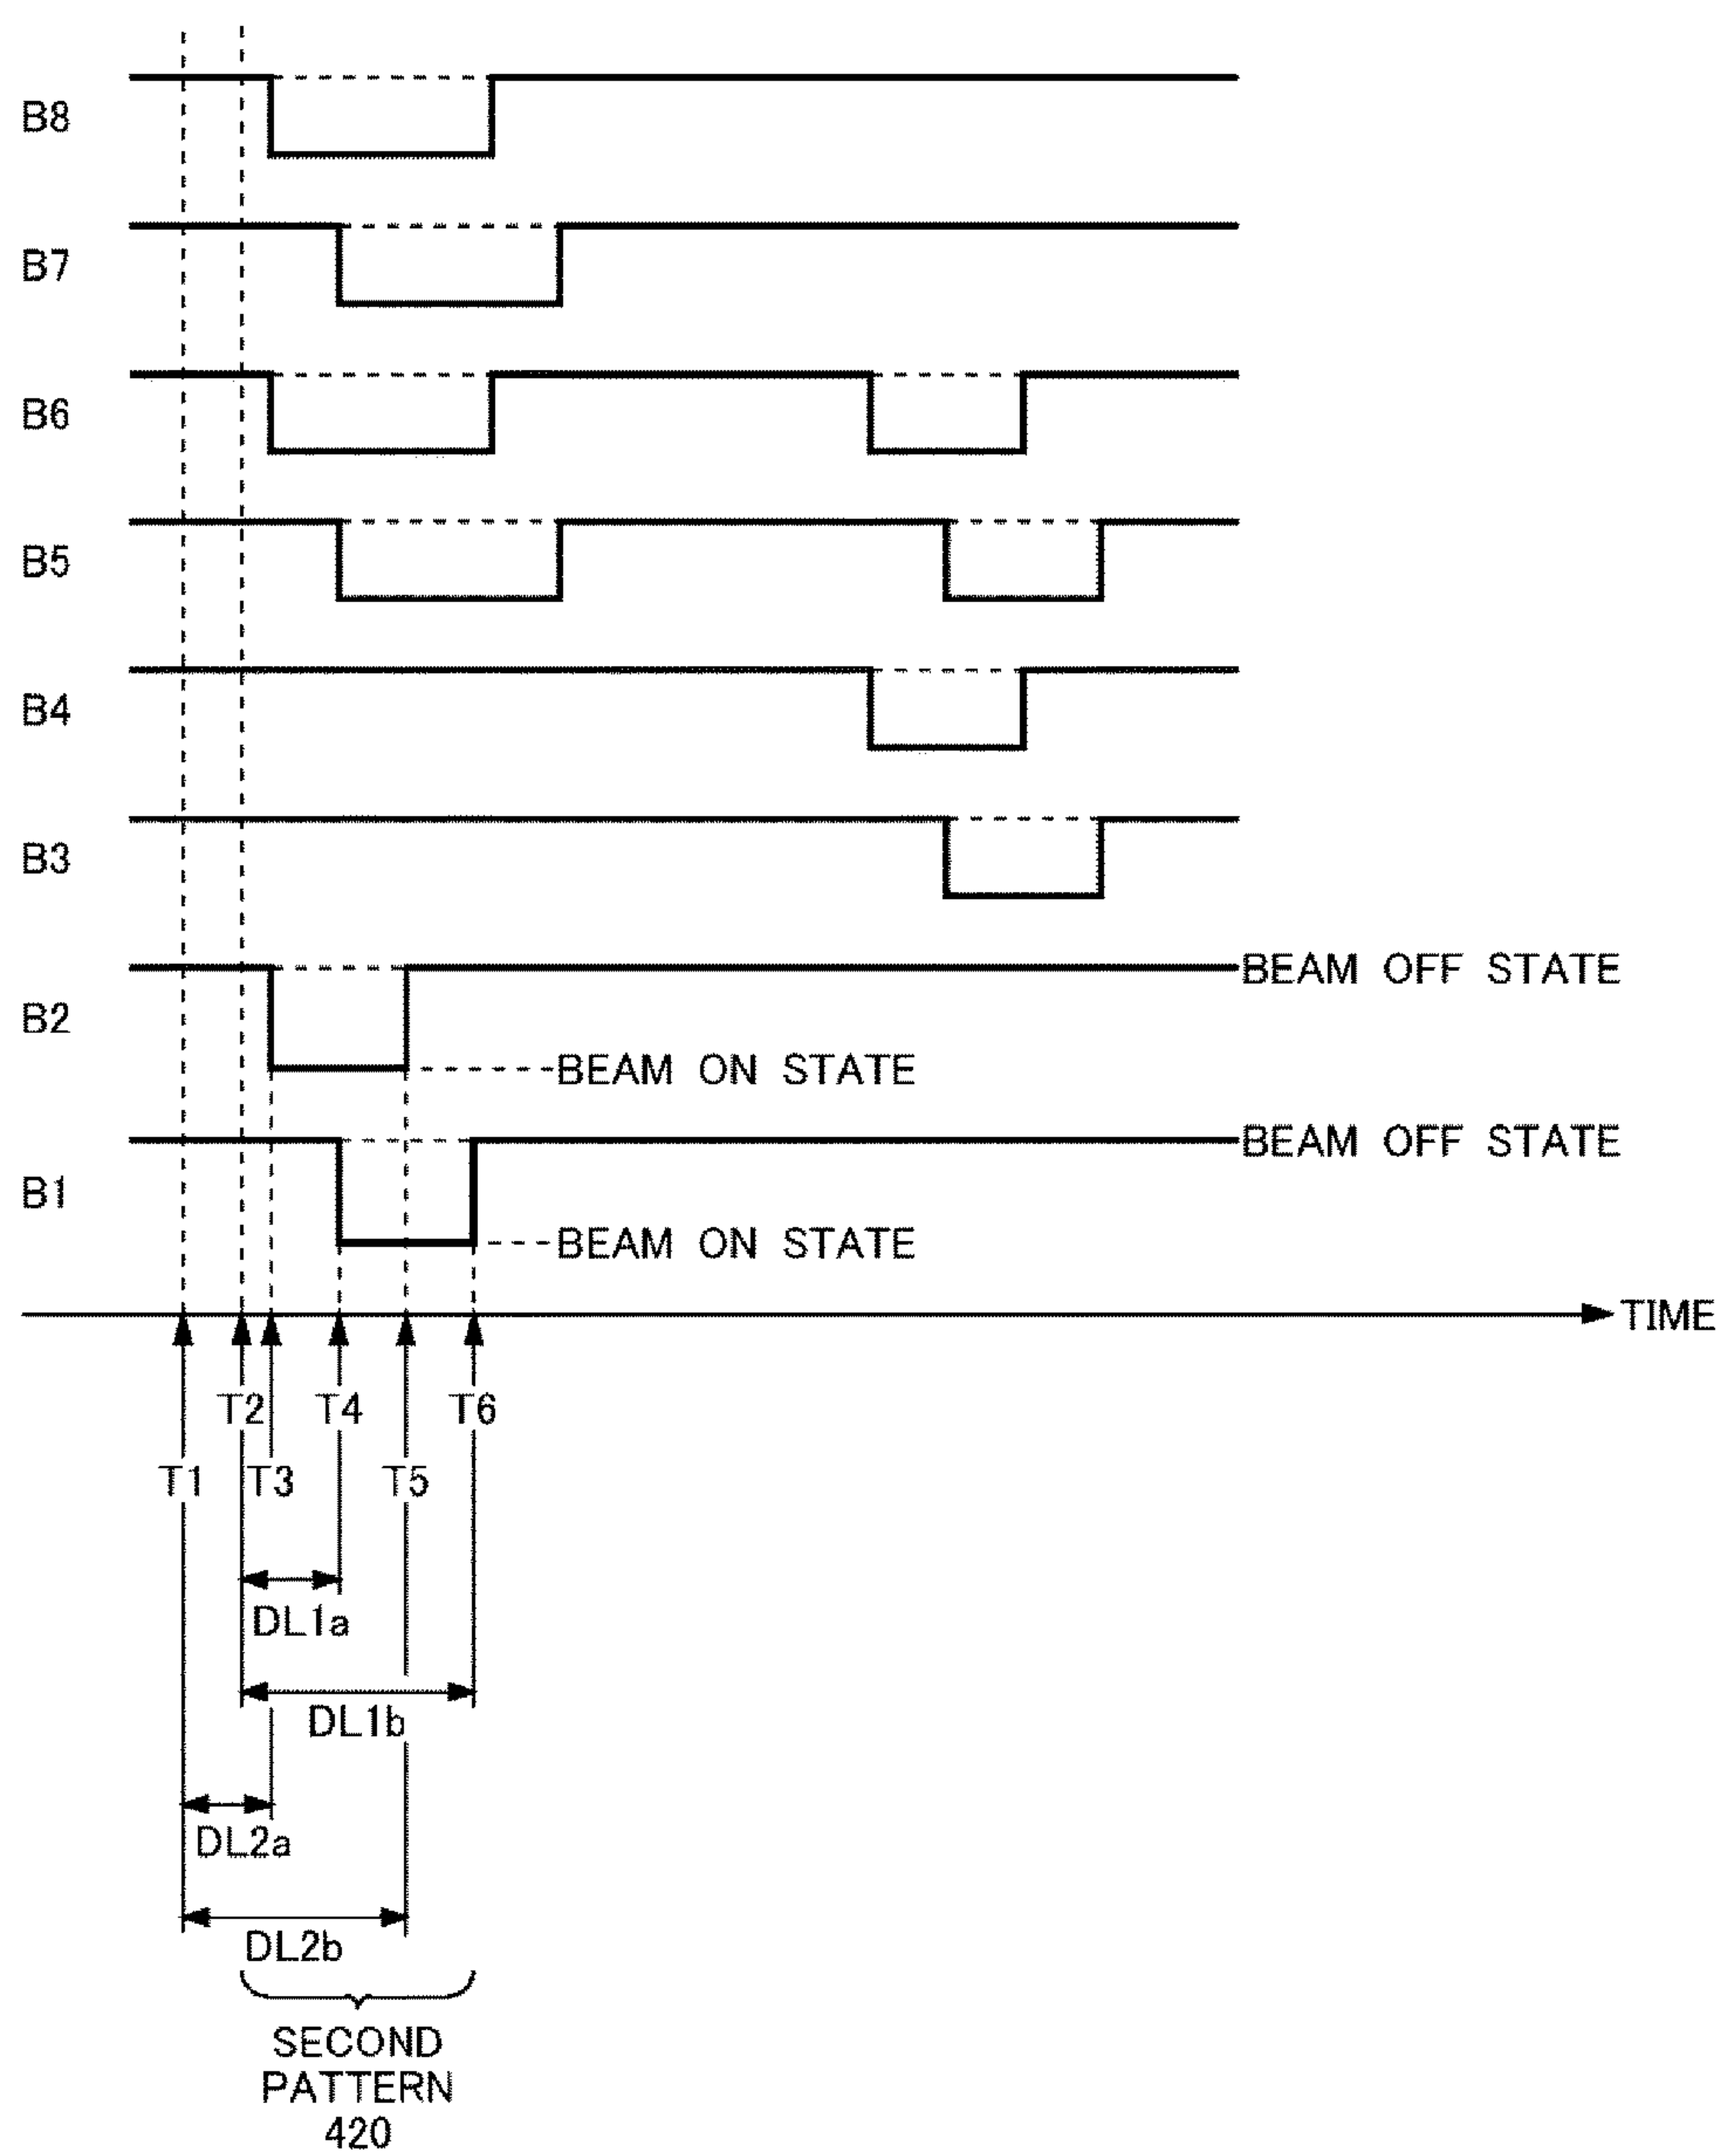 B8
B7
B6
B5
B4
B3
B2
BEAM OFF STATE
BEAM ON STATE
B1
BEAM OFF STATE
BEAM ON STATE
TIME
T2 T4 T6
T1 T3 T5
DL1a
DL1b
DL2a
DL2b
SECOND
PATTERN
420